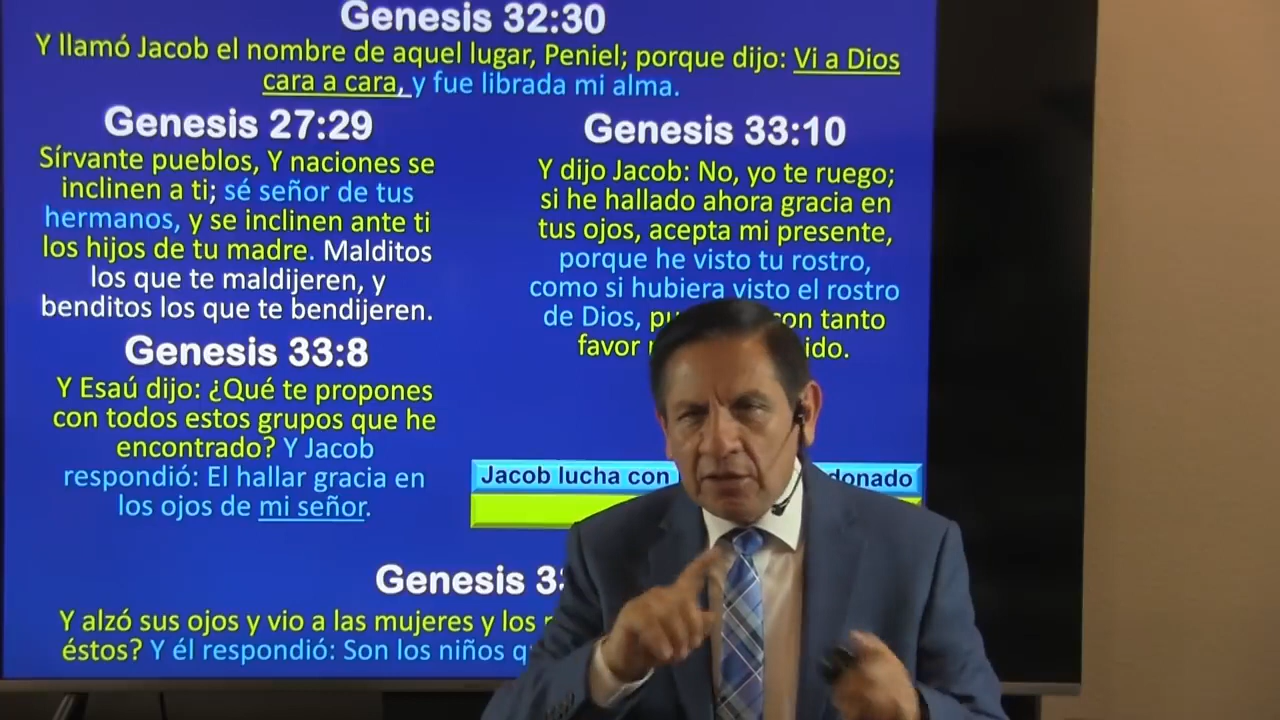 Genesis 32:30
Y llamó Jacob el nombre de aquel lugar, Peniel; porque dijo: Vi a Dios
cara a cara, y fue librada mi alma.
Genesis 27:29
Sírvante pueblos, Y naciones se
inclinen a ti; sé señor de tus
hermanos, y se inclinen ante ti
los hijos de tu madre. Malditos
los que te maldijeren, y
benditos los que te bendijeren.
Genesis 33:8
Y Esaú dijo: ¿Qué te propones
con todos estos grupos que he
encontrado? Y Jacob
respondió: El hallar gracia en
los ojos de mi señor.
Genesis 33:10
Y dijo Jacob: No, yo te ruego;
si he hallado ahora gracia en
tus ojos, acepta mi presente,
porque he visto tu rostro,
como si hubiera visto el rostro
de Dios, con tanto
favor
Jacob lucha con
Genesis
Y alzó sus ojos y vio a las mujeres y los
éstos? Y él respondió: Son los niños